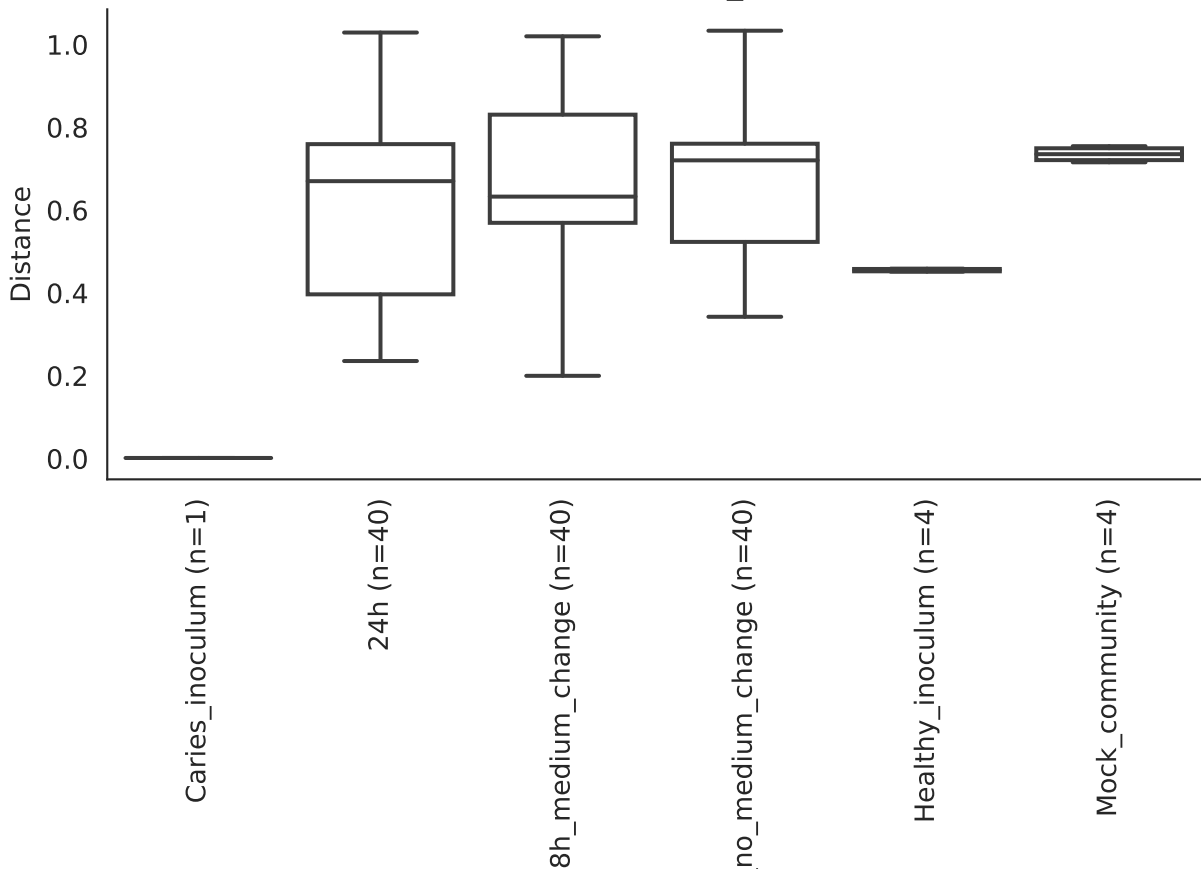 Distance
1.0
0.8
0.6
0.4
0.2
0.0
Caries_inoculum (n=1)
24h (n=40)
8h_medium_change (n=40)
no_medium_change (n=40)
Healthy_inoculum (n=4)
Mock_community (n=4)